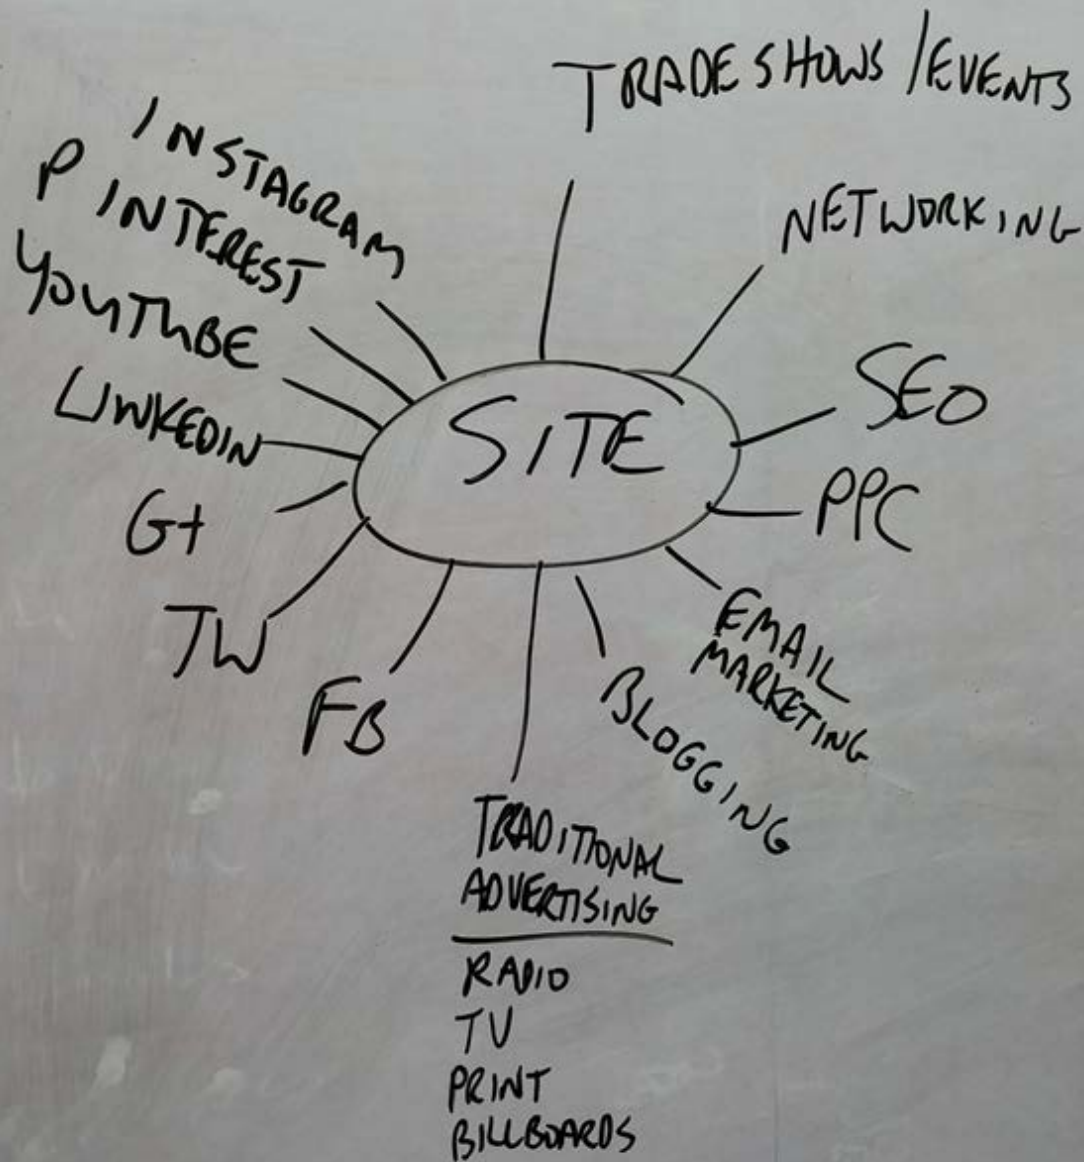 TRADESHOWS/EVENTS
NETWORKING
SEO
PPC
EMAIL
MARKETING
BLOGGING
TRADITIONAL
ADVERTISING
RADIO
TV
PRINT
BILLBOARDS
FB
TW
G+
LINKEDIN
YOUTUBE
PINTEREST
INSTAGRAM
SITE